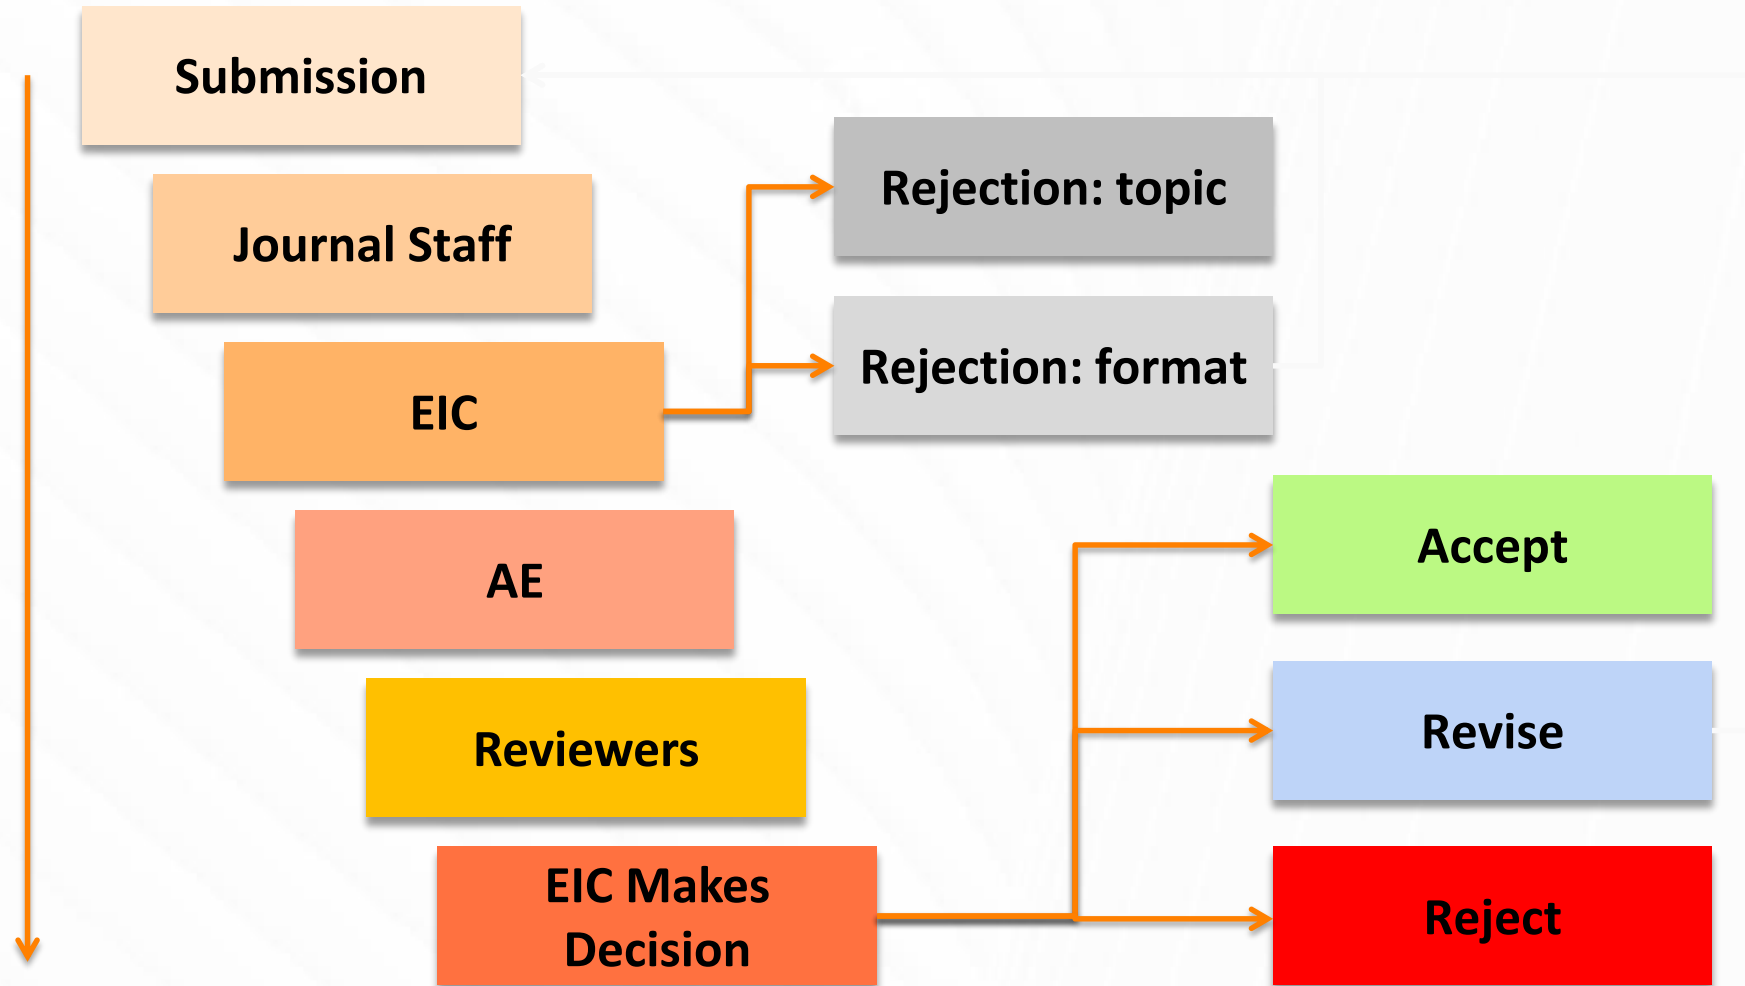 Submission
Journal Staff
EIC
AE
Reviewers
EIC Makes
Decision
Rejection: topic
Rejection: format
Accept
Revise
Reject